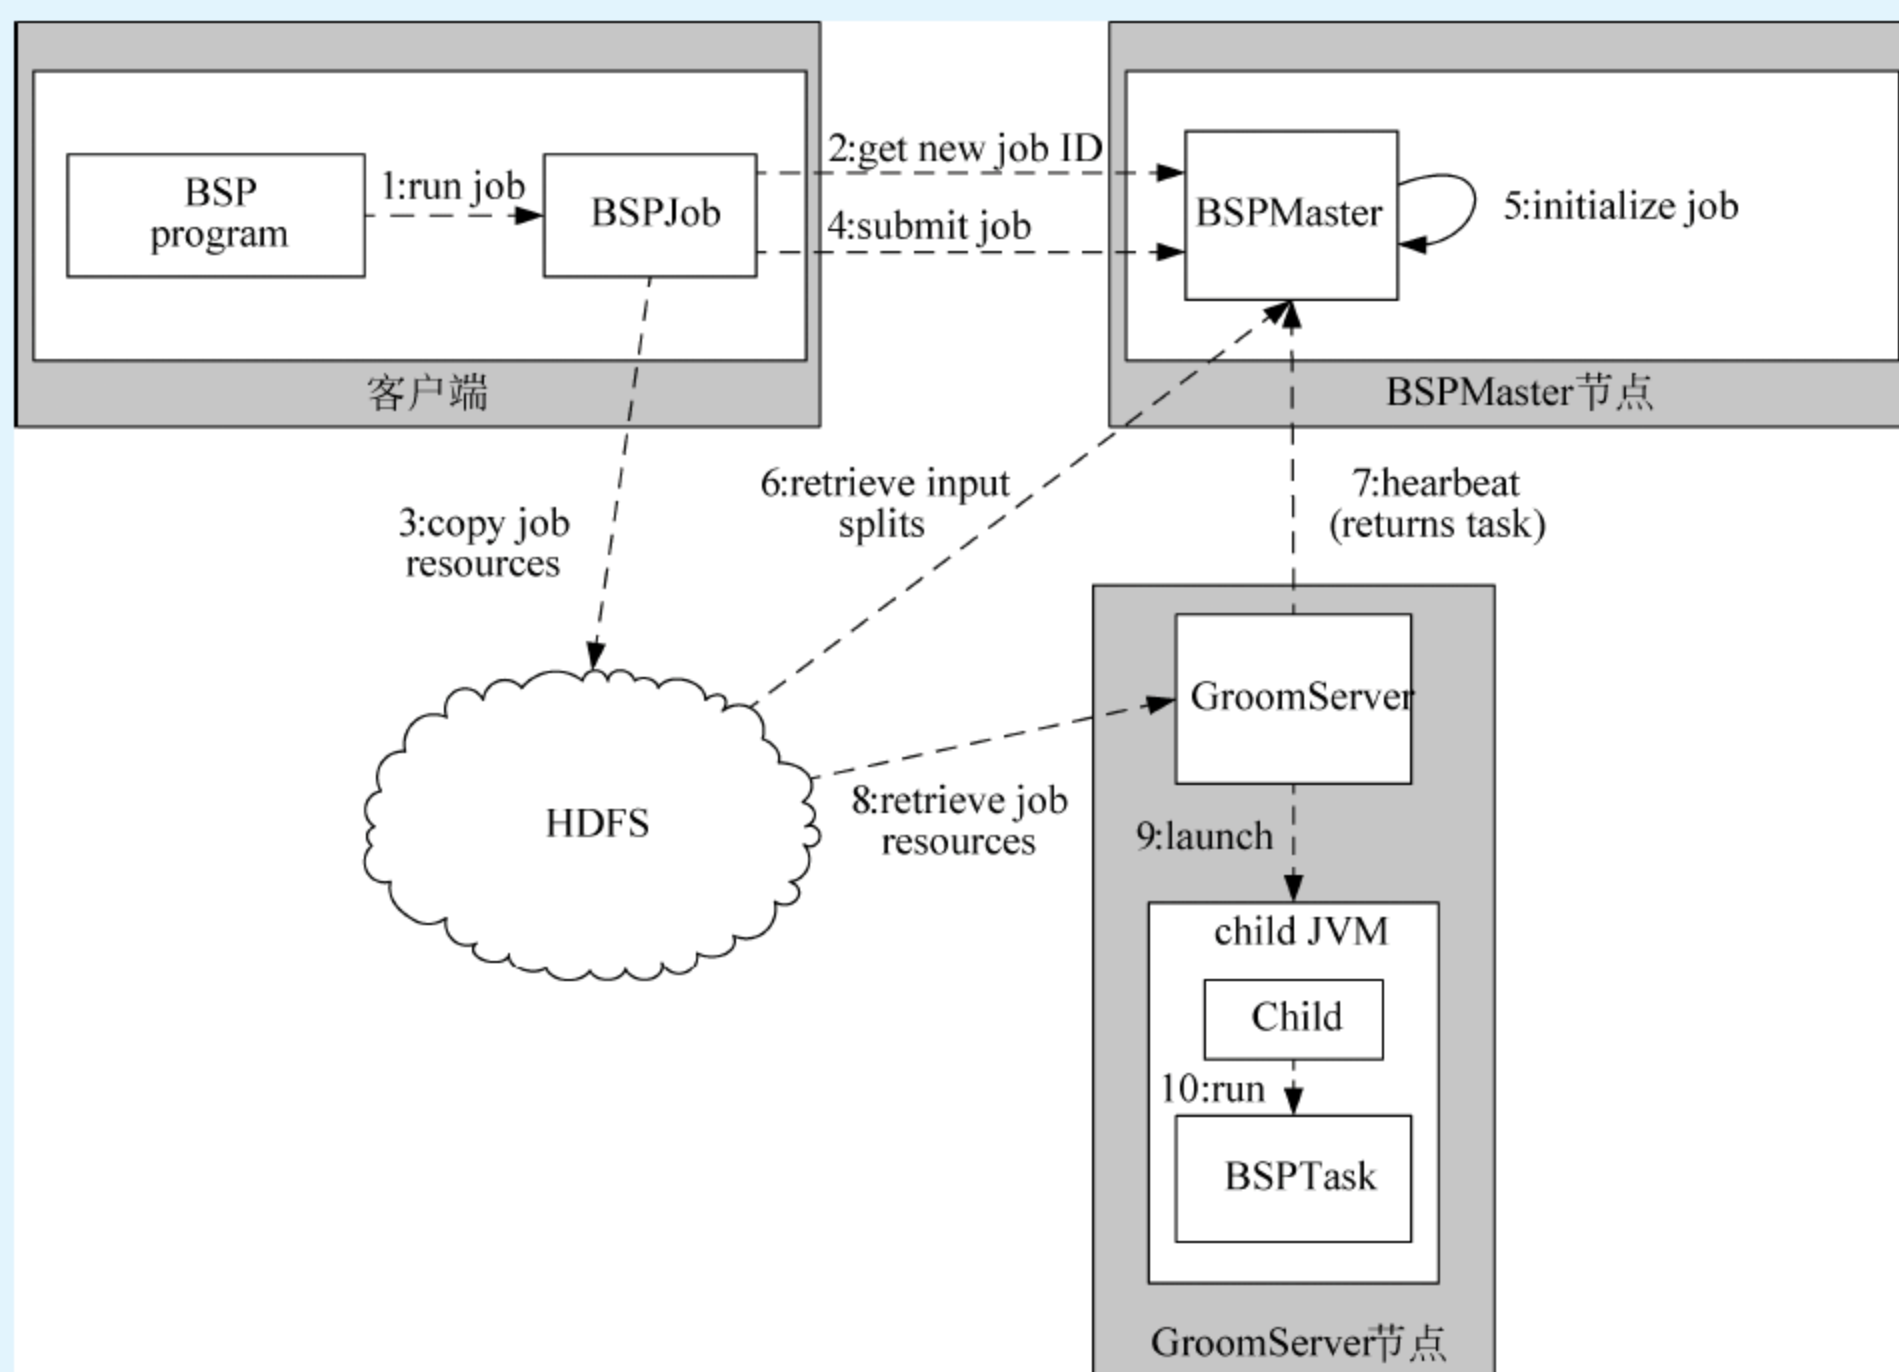 BSP
program
1:run job
BSPJob
2:get new job ID
4:submit job
BSPMaster
5:initialize job
客户端
BSPMaster节点
3:copy job
resources
6:retrieve input
splits
7:hearbeat
(returns task)
HDFS
8:retrieve job
resources
GroomServer
9:launch
child JVM
Child
10:run
BSPTask
GroomServer节点